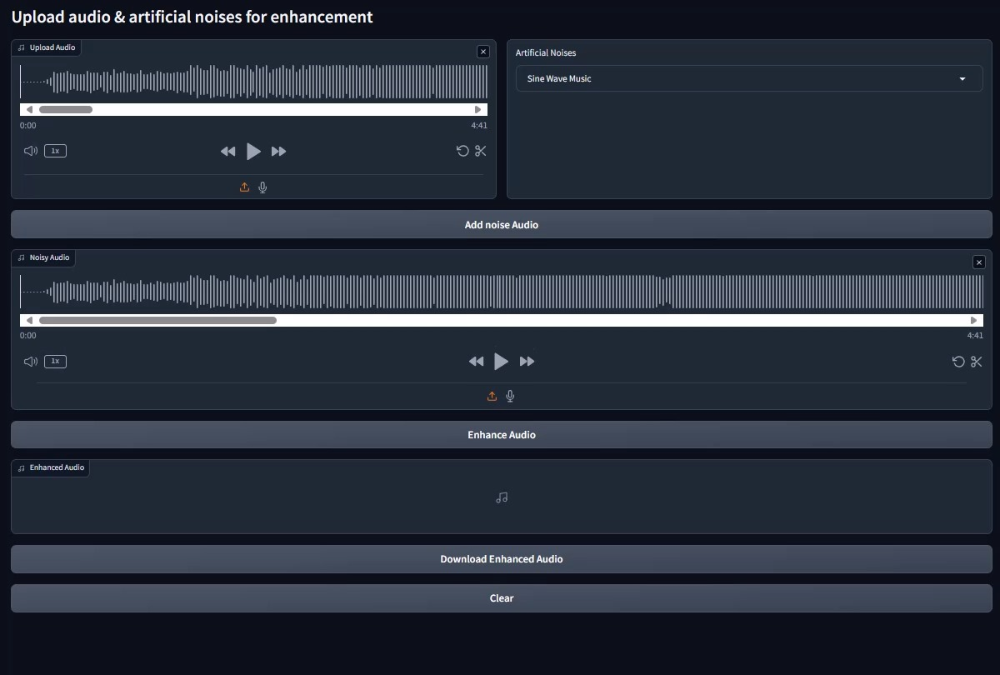 Upload audio & artificial noises for enhancement
Upload Audio
0:00
4:41
1x
Artificial Noises
Sine Wave Music
Add noise Audio
Noisy Audio
0:00
4:41
1x
Enhance Audio
Enhanced Audio
Download Enhanced Audio
Clear